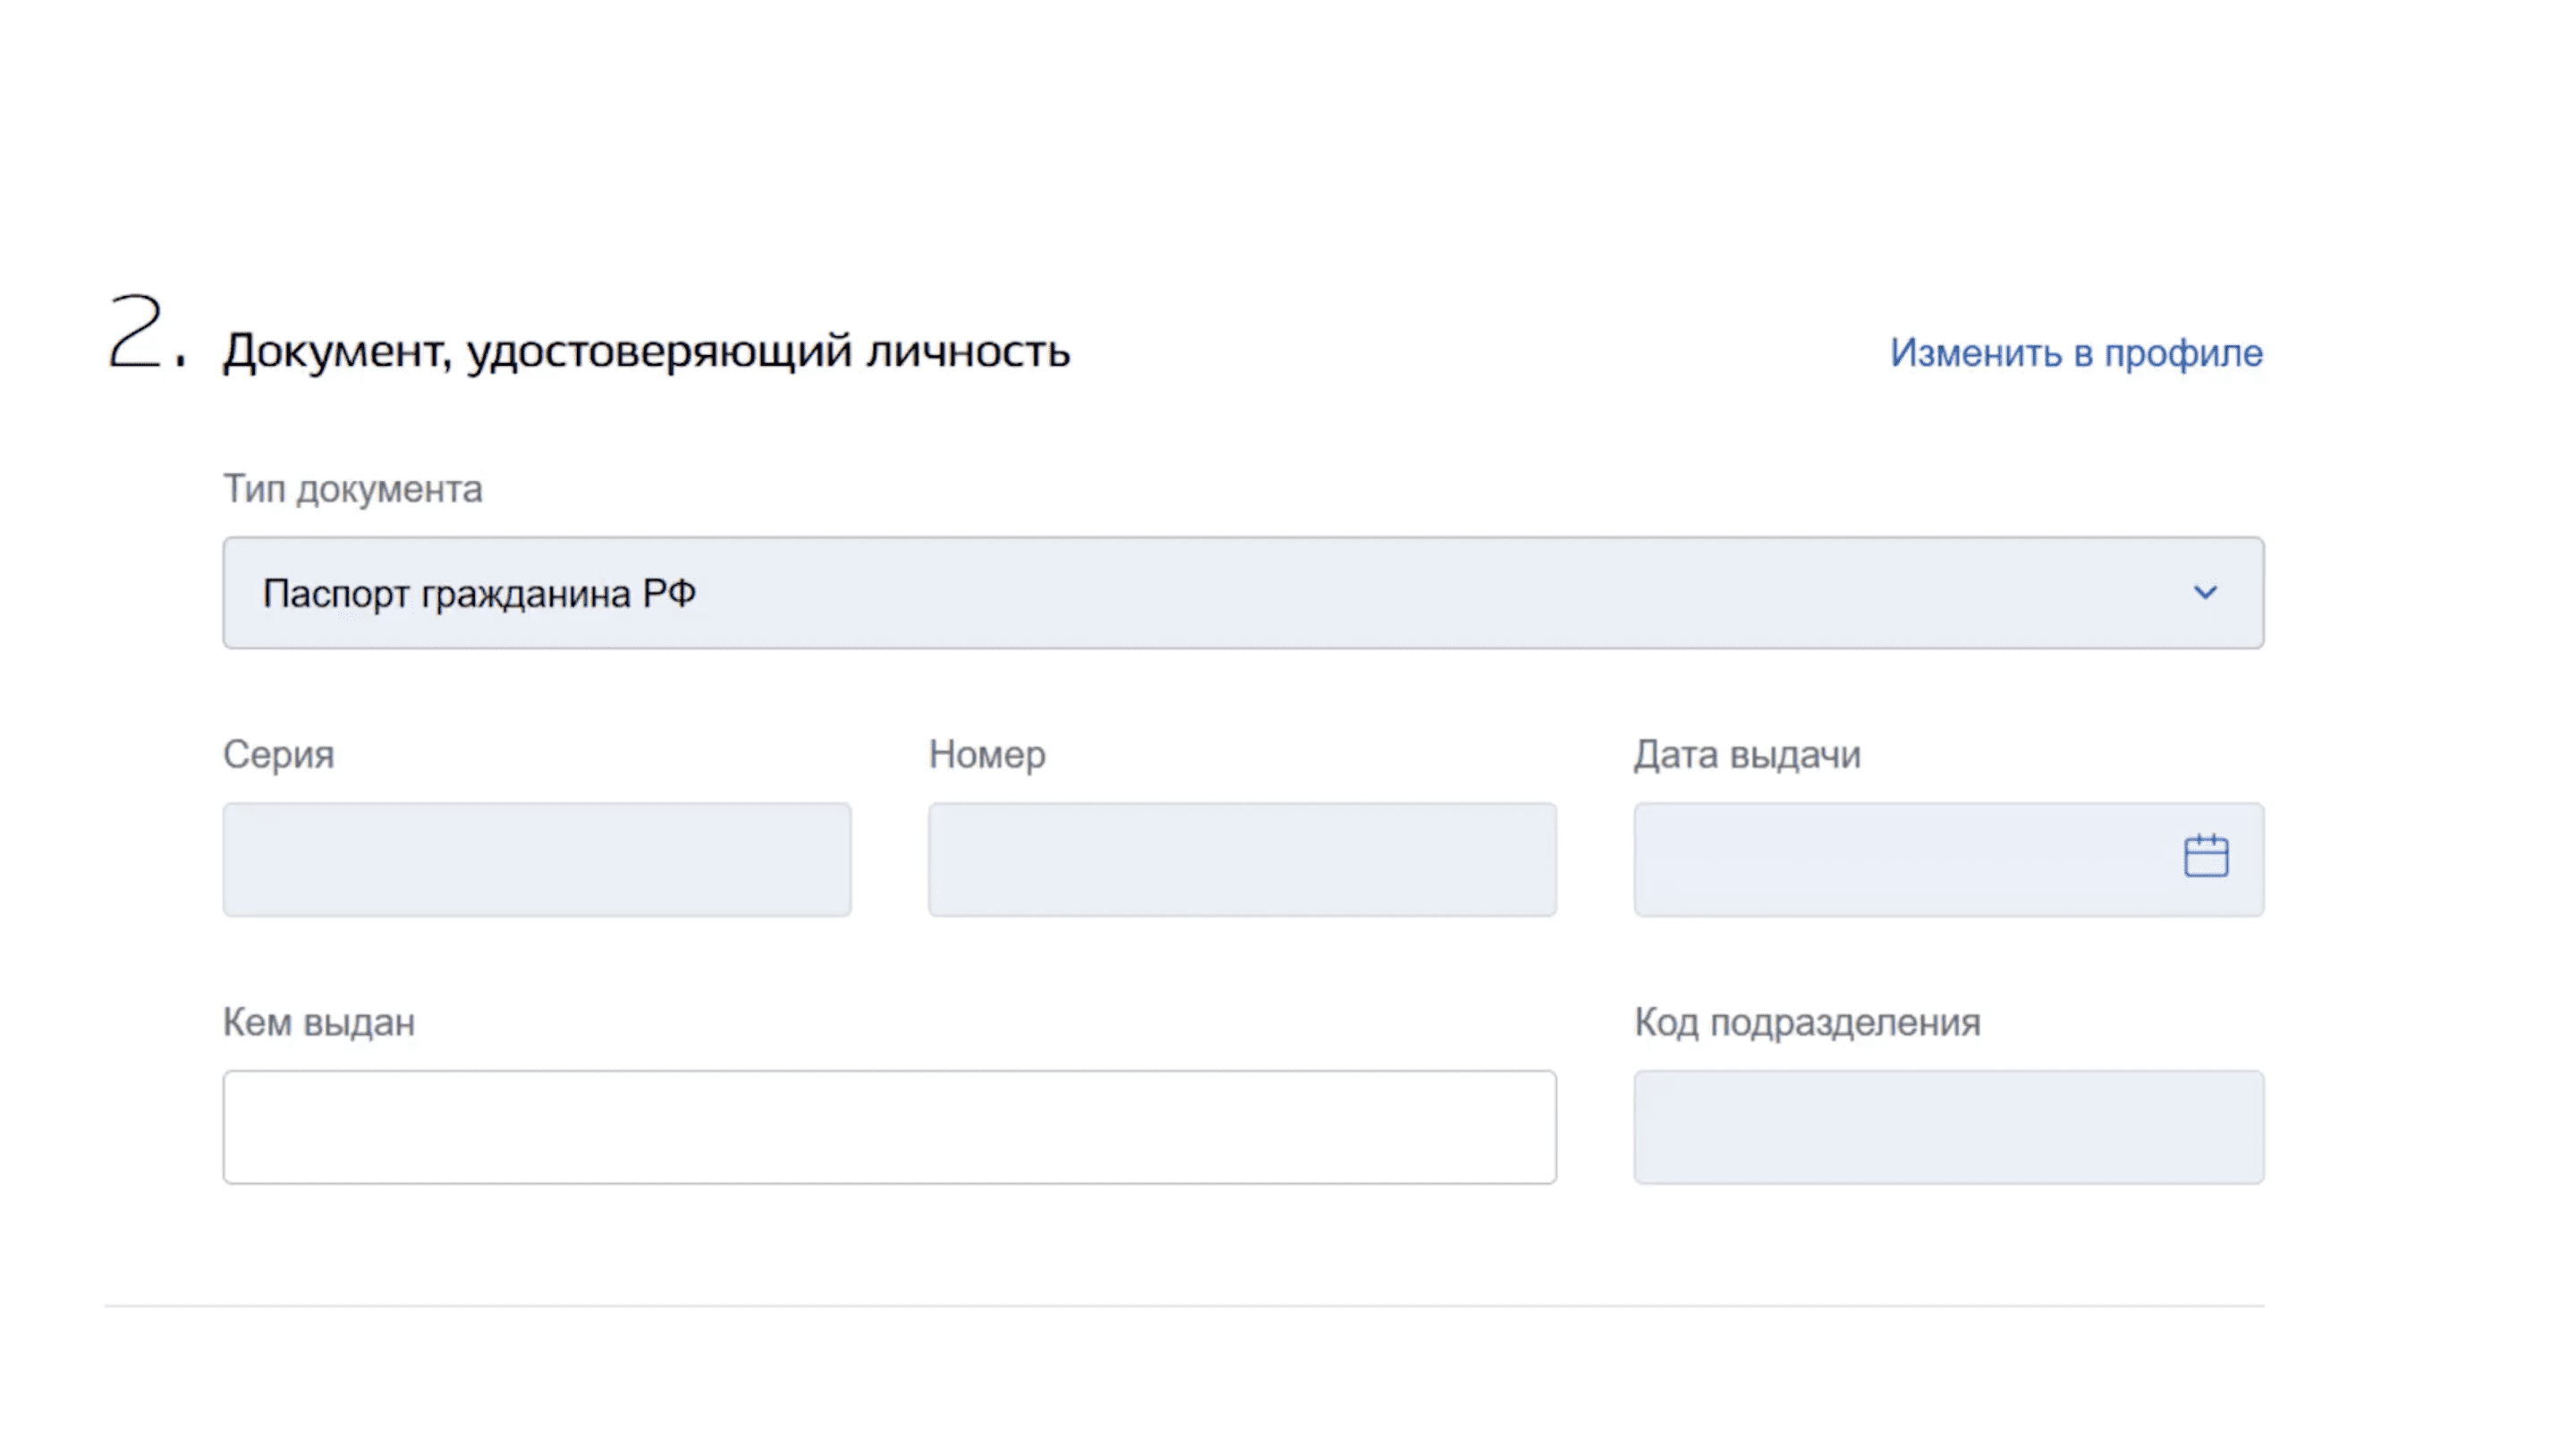 2. Документ, удостоверяющий личность Изменить в профиле
Тип документа
Паспорт гражданина РФ
Серия Номер Дата выдачи
Кем выдан Код подразделения